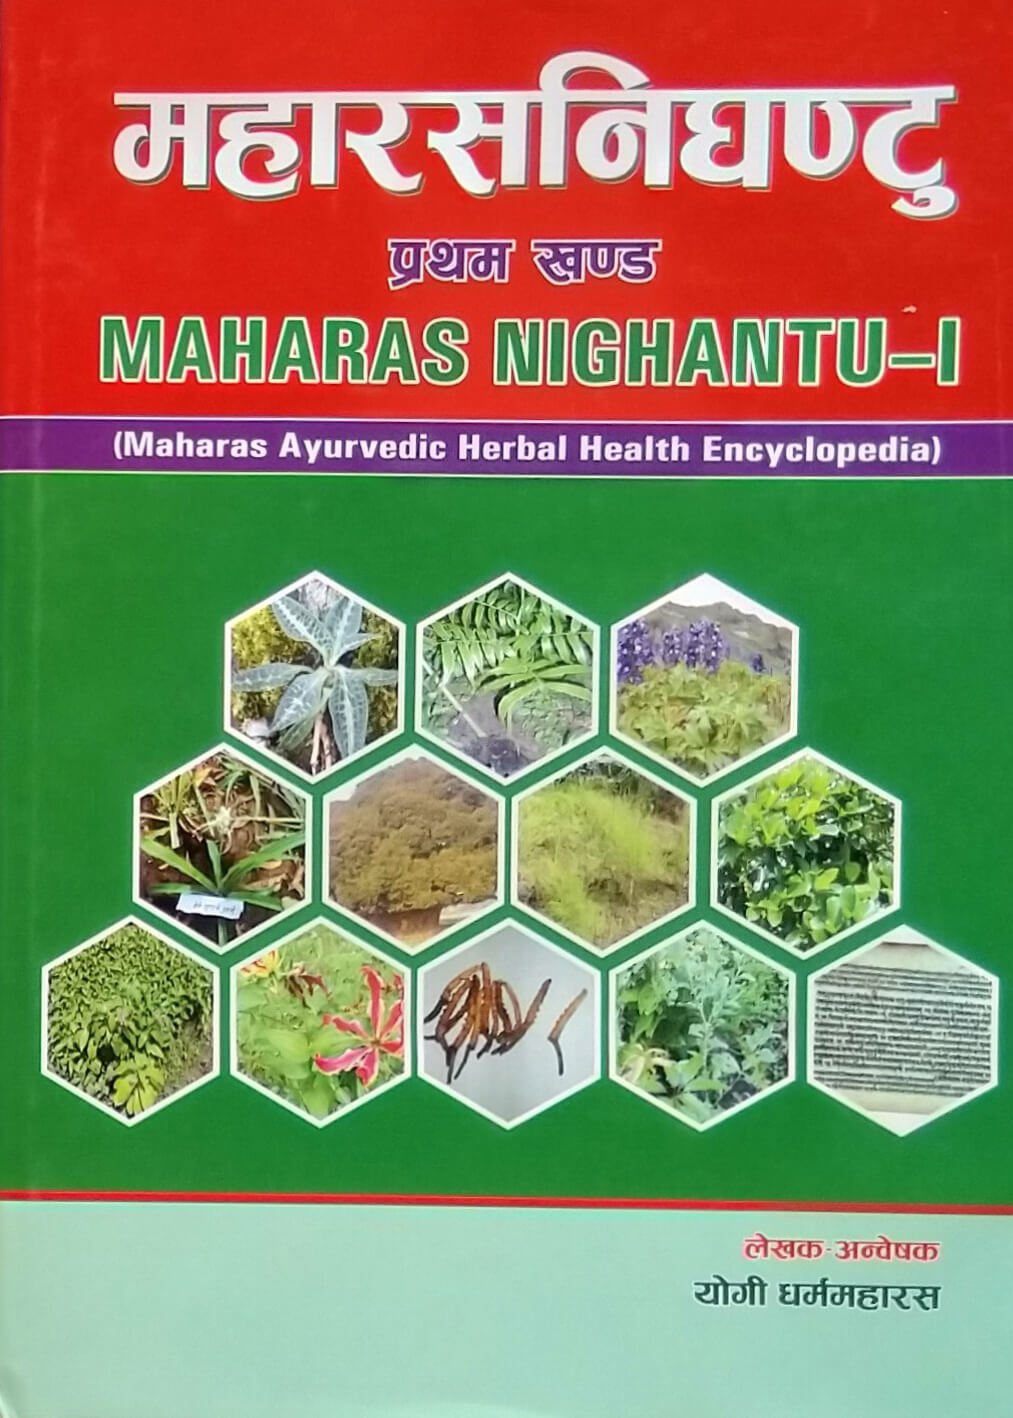 महारसनिघण्टु
प्रथम खण्ड
MAHARAS NIGHANTU–I
(Maharas Ayurvedic Herbal Health Encyclopedia)
लेखक-अन्वेषक
योगी धर्ममहारस